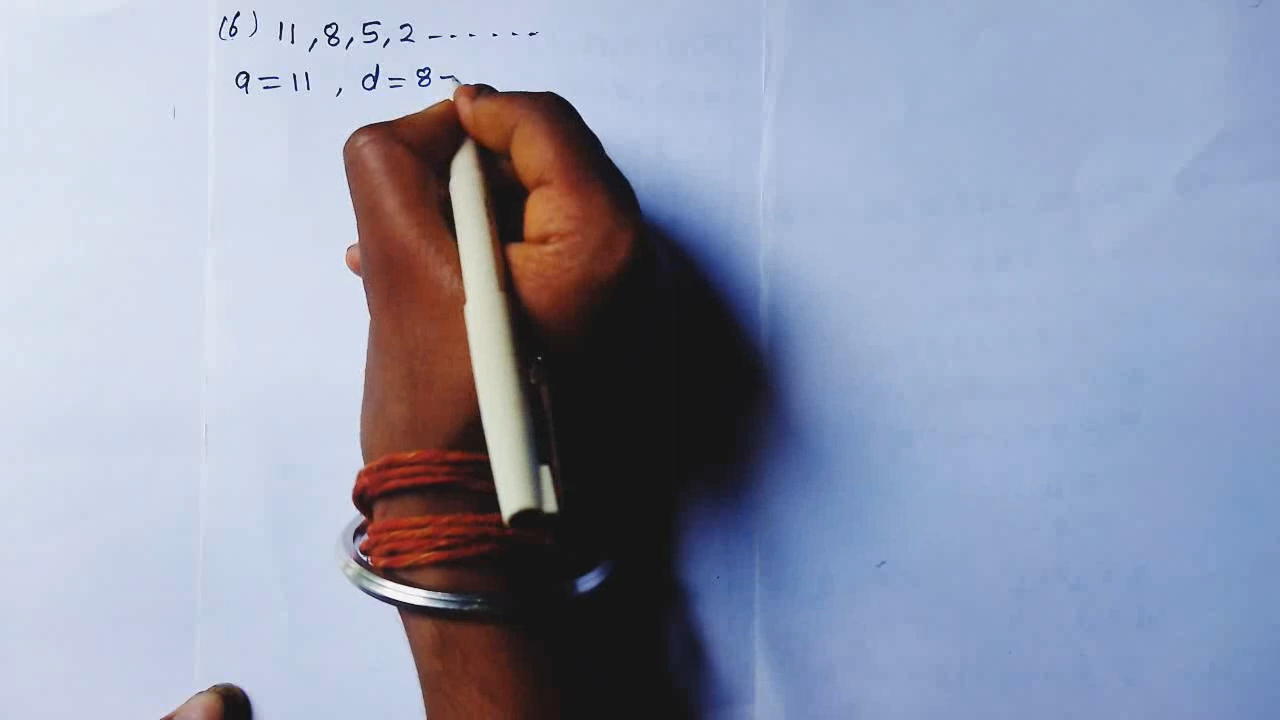 (6) 11, 8, 5, 2 -------
a = 11 , d = 8 -